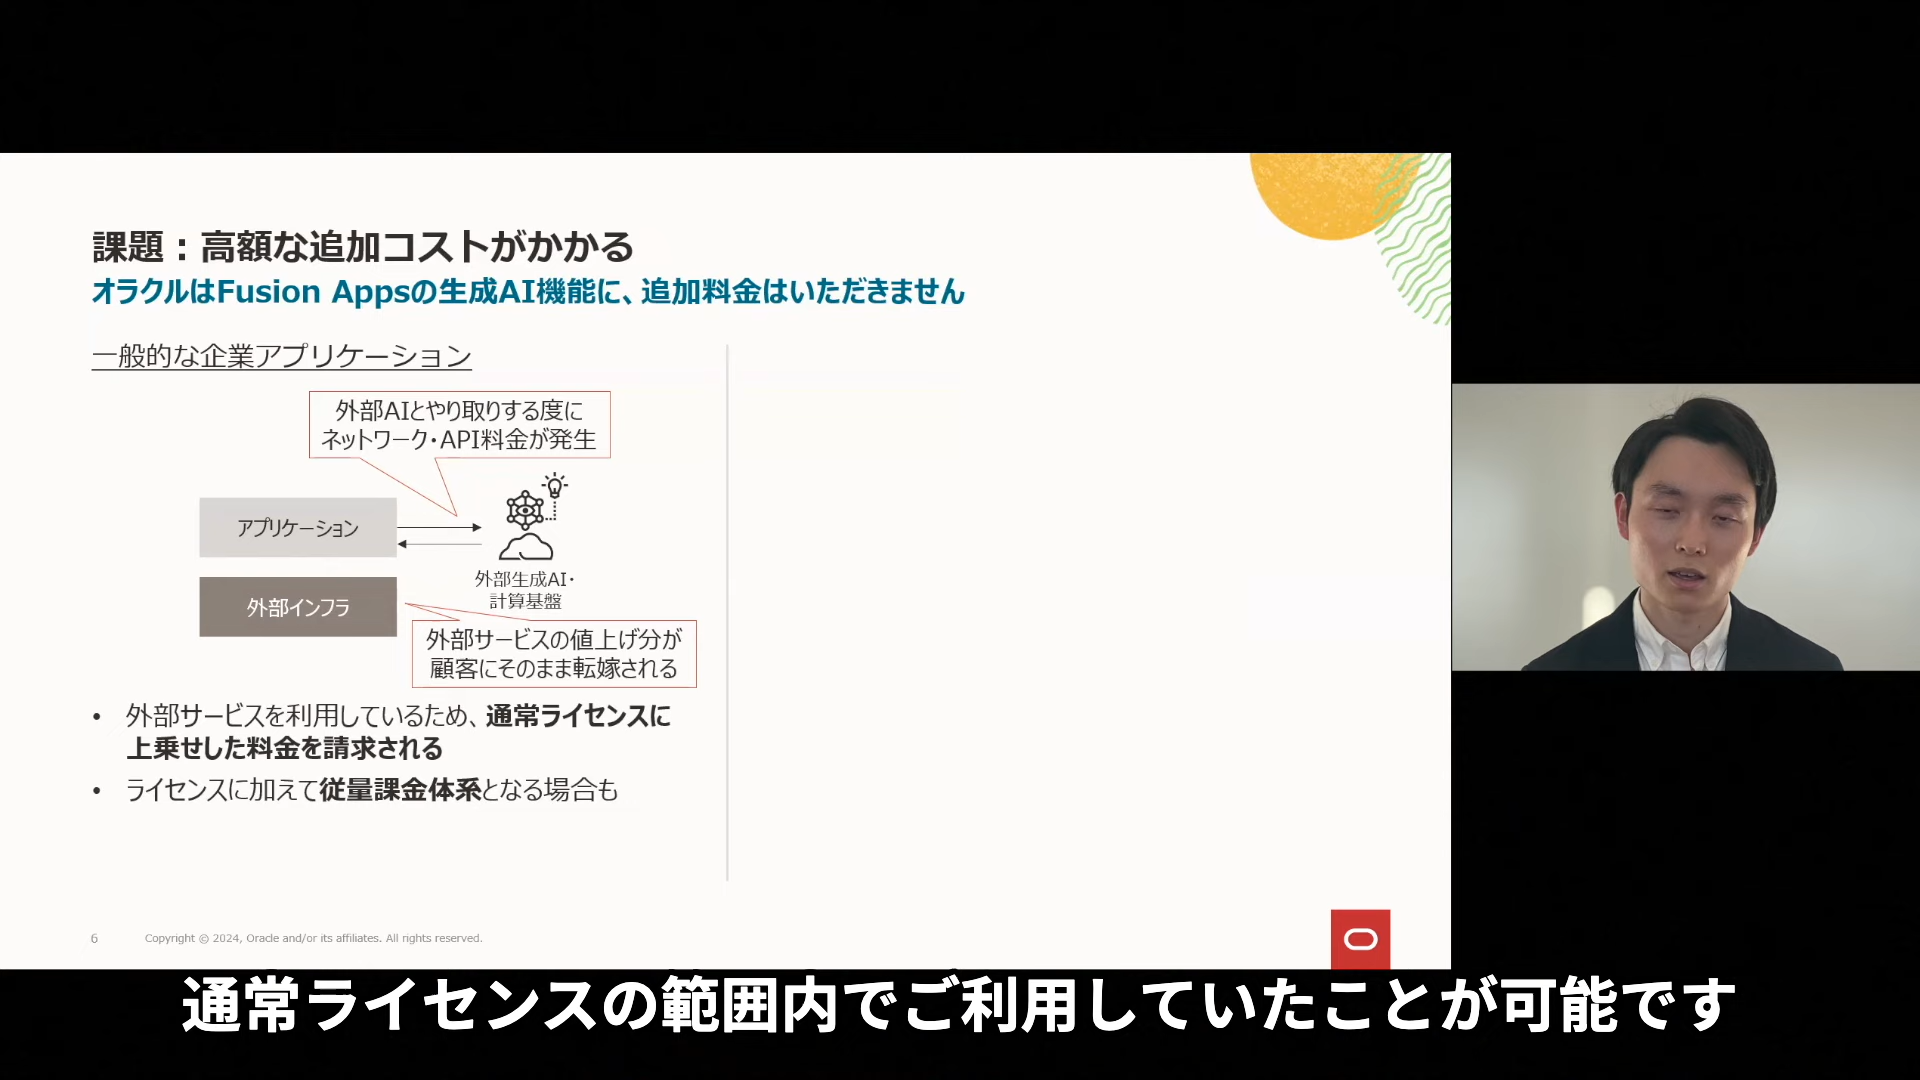 課題：高額な追加コストがかかる
オラクルはFusion Appsの生成AI機能に、追加料金はいただきません
一般的な企業アプリケーション
外部AIとやり取りする度に
ネットワーク・API料金が発生
アプリケーション
外部生成AI・
計算基盤
外部インフラ
外部サービスの値上げ分が
顧客にそのまま転嫁される
• 外部サービスを利用しているため、通常ライセンスに
上乗せした料金を請求される
• ライセンスに加えて従量課金体系となる場合も
6 Copyright © 2024, Oracle and/or its affiliates. All rights reserved.
通常ライセンスの範囲内でご利用していたことが可能です